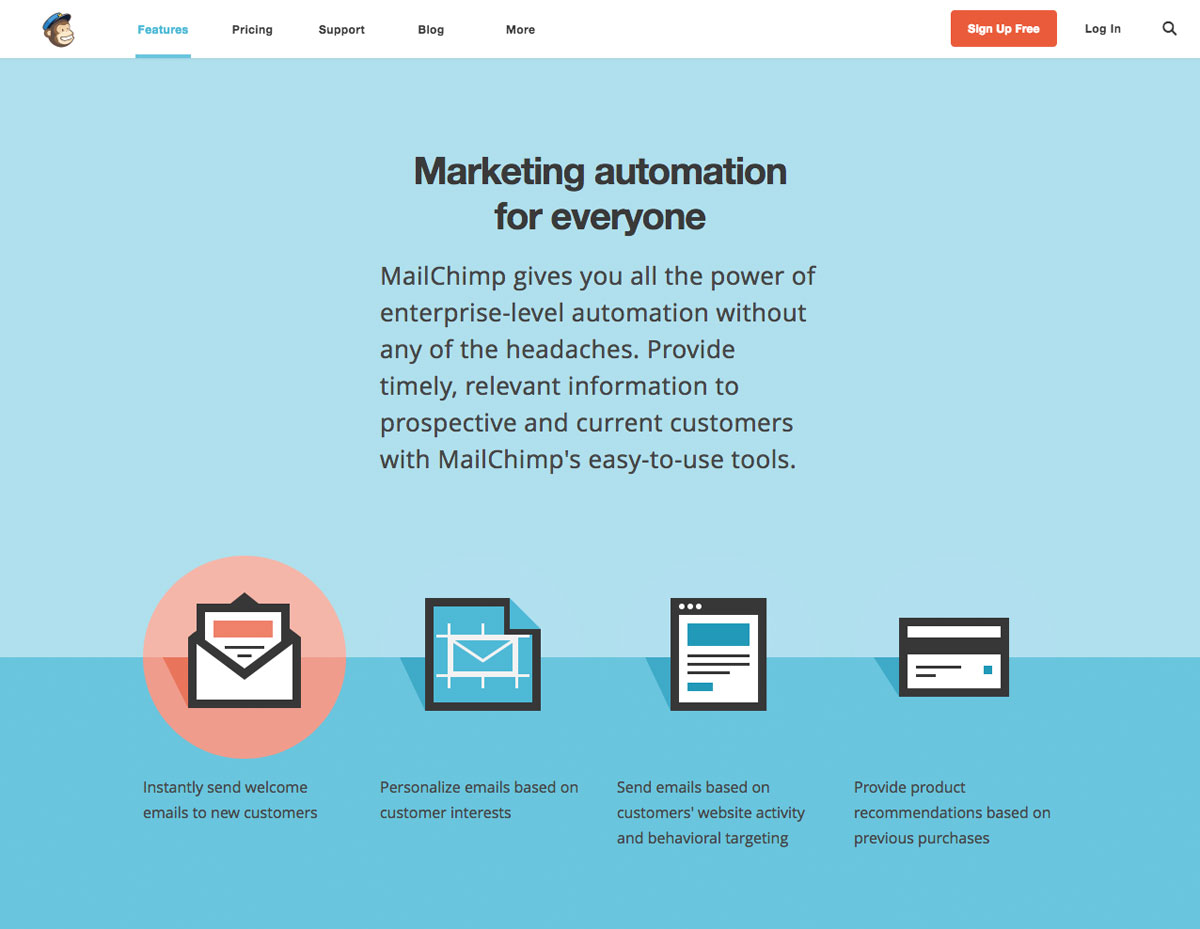 Features
Pricing
Support
Blog
More
Sign Up Free
Log In
Marketing automation
for everyone
MailChimp gives you all the power of
enterprise-level automation without
any of the headaches. Provide
timely, relevant information to
prospective and current customers
with MailChimp's easy-to-use tools.
Instantly send welcome
emails to new customers
Personalize emails based on
customer interests
Send emails based on
customers' website activity
and behavioral targeting
Provide product
recommendations based on
previous purchases